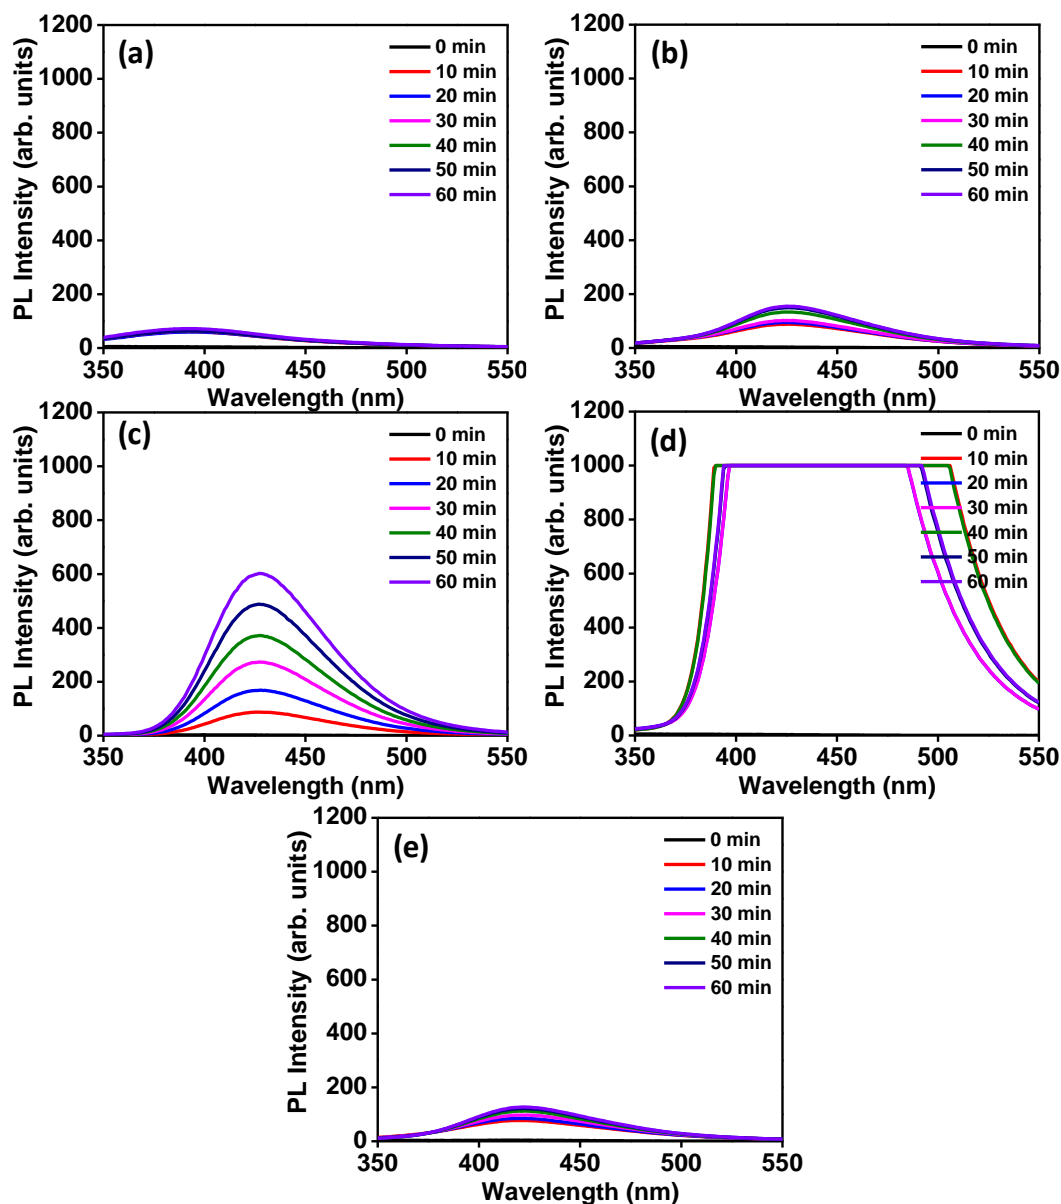 (a)
PL Intensity (arb. units)
1200
1000
800
600
400
200
0
0 min
10 min
20 min
30 min
40 min
50 min
60 min
350 400 450 500 550
Wavelength (nm)
(b)
PL Intensity (arb. units)
1200
1000
800
600
400
200
0
0 min
10 min
20 min
30 min
40 min
50 min
60 min
350 400 450 500 550
Wavelength (nm)
(c)
PL Intensity (arb. units)
1200
1000
800
600
400
200
0
0 min
10 min
20 min
30 min
40 min
50 min
60 min
350 400 450 500 550
Wavelength (nm)
(d)
PL Intensity (arb. units)
1200
1000
800
600
400
200
0
0 min
10 min
20 min
30 min
40 min
50 min
60 min
350 400 450 500 550
Wavelength (nm)
(e)
PL Intensity (arb. units)
1200
1000
800
600
400
200
0
0 min
10 min
20 min
30 min
40 min
50 min
60 min
350 400 450 500 550
Wavelength (nm)